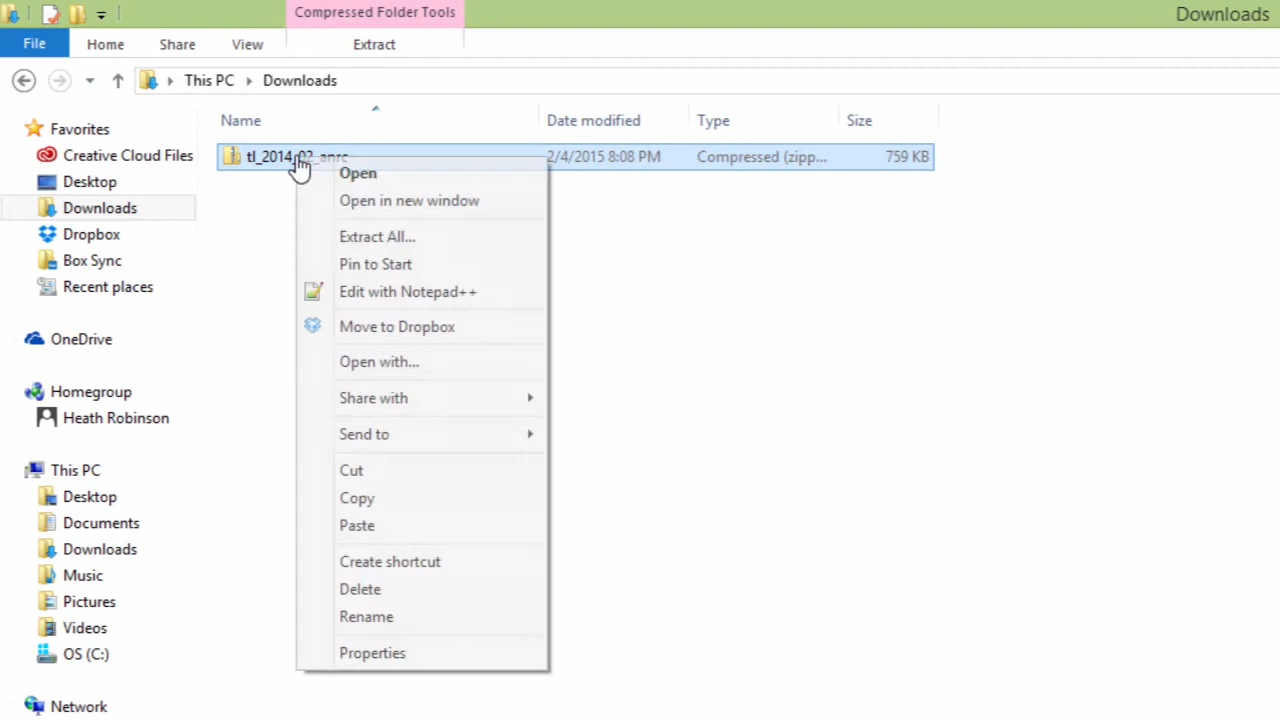 Compressed Folder Tools
Downloads
File Home Share View Extract
This PC Downloads
Name Date modified Type Size
tl_2014_02_anrc 2/4/2015 8:08 PM Compressed (zipp... 759 KB
Favorites
Creative Cloud Files
Desktop
Downloads
Dropbox
Box Sync
Recent places
OneDrive
Homegroup
Heath Robinson
This PC
Desktop
Documents
Downloads
Music
Pictures
Videos
OS (C:)
Network
Open
Open in new window
Extract All...
Pin to Start
Edit with Notepad++
Move to Dropbox
Open with...
Share with
Send to
Cut
Copy
Paste
Create shortcut
Delete
Rename
Properties